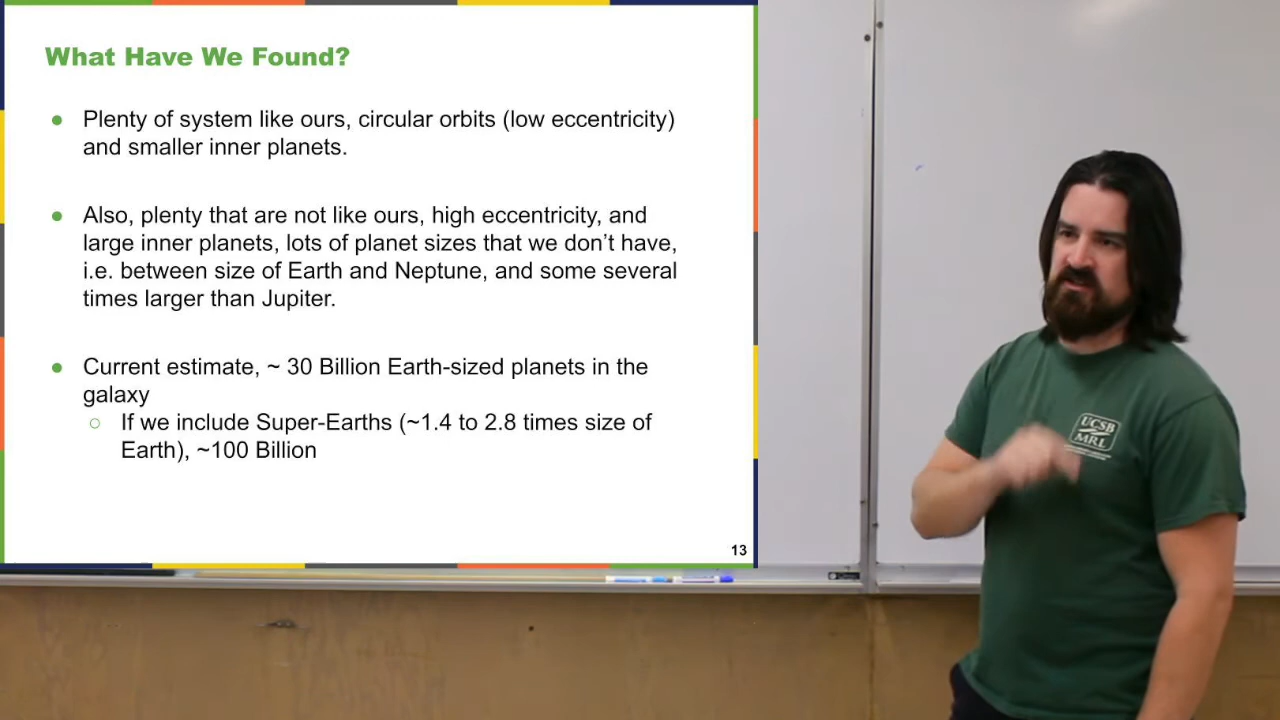 What Have We Found?
● Plenty of system like ours, circular orbits (low eccentricity)
and smaller inner planets.
● Also, plenty that are not like ours, high eccentricity, and
large inner planets, lots of planet sizes that we don’t have,
i.e. between size of Earth and Neptune, and some several
times larger than Jupiter.
● Current estimate, ~ 30 Billion Earth-sized planets in the
galaxy
○ If we include Super-Earths (~1.4 to 2.8 times size of
Earth), ~100 Billion
13
UCSB
MRL